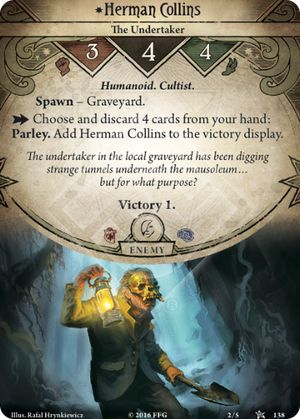 Herman Collins
The Undertaker
3 4 4
Humanoid. Cultist.
Spawn – Graveyard.
Choose and discard 4 cards from your hand:
Parley. Add Herman Collins to the victory display.
The undertaker in the local graveyard has been digging
strange tunnels underneath the mausoleum…
but for what purpose?
Victory 1.
ENEMY
Illus. Rafał Hrynkiewicz © 2016 FFG 2/5 138